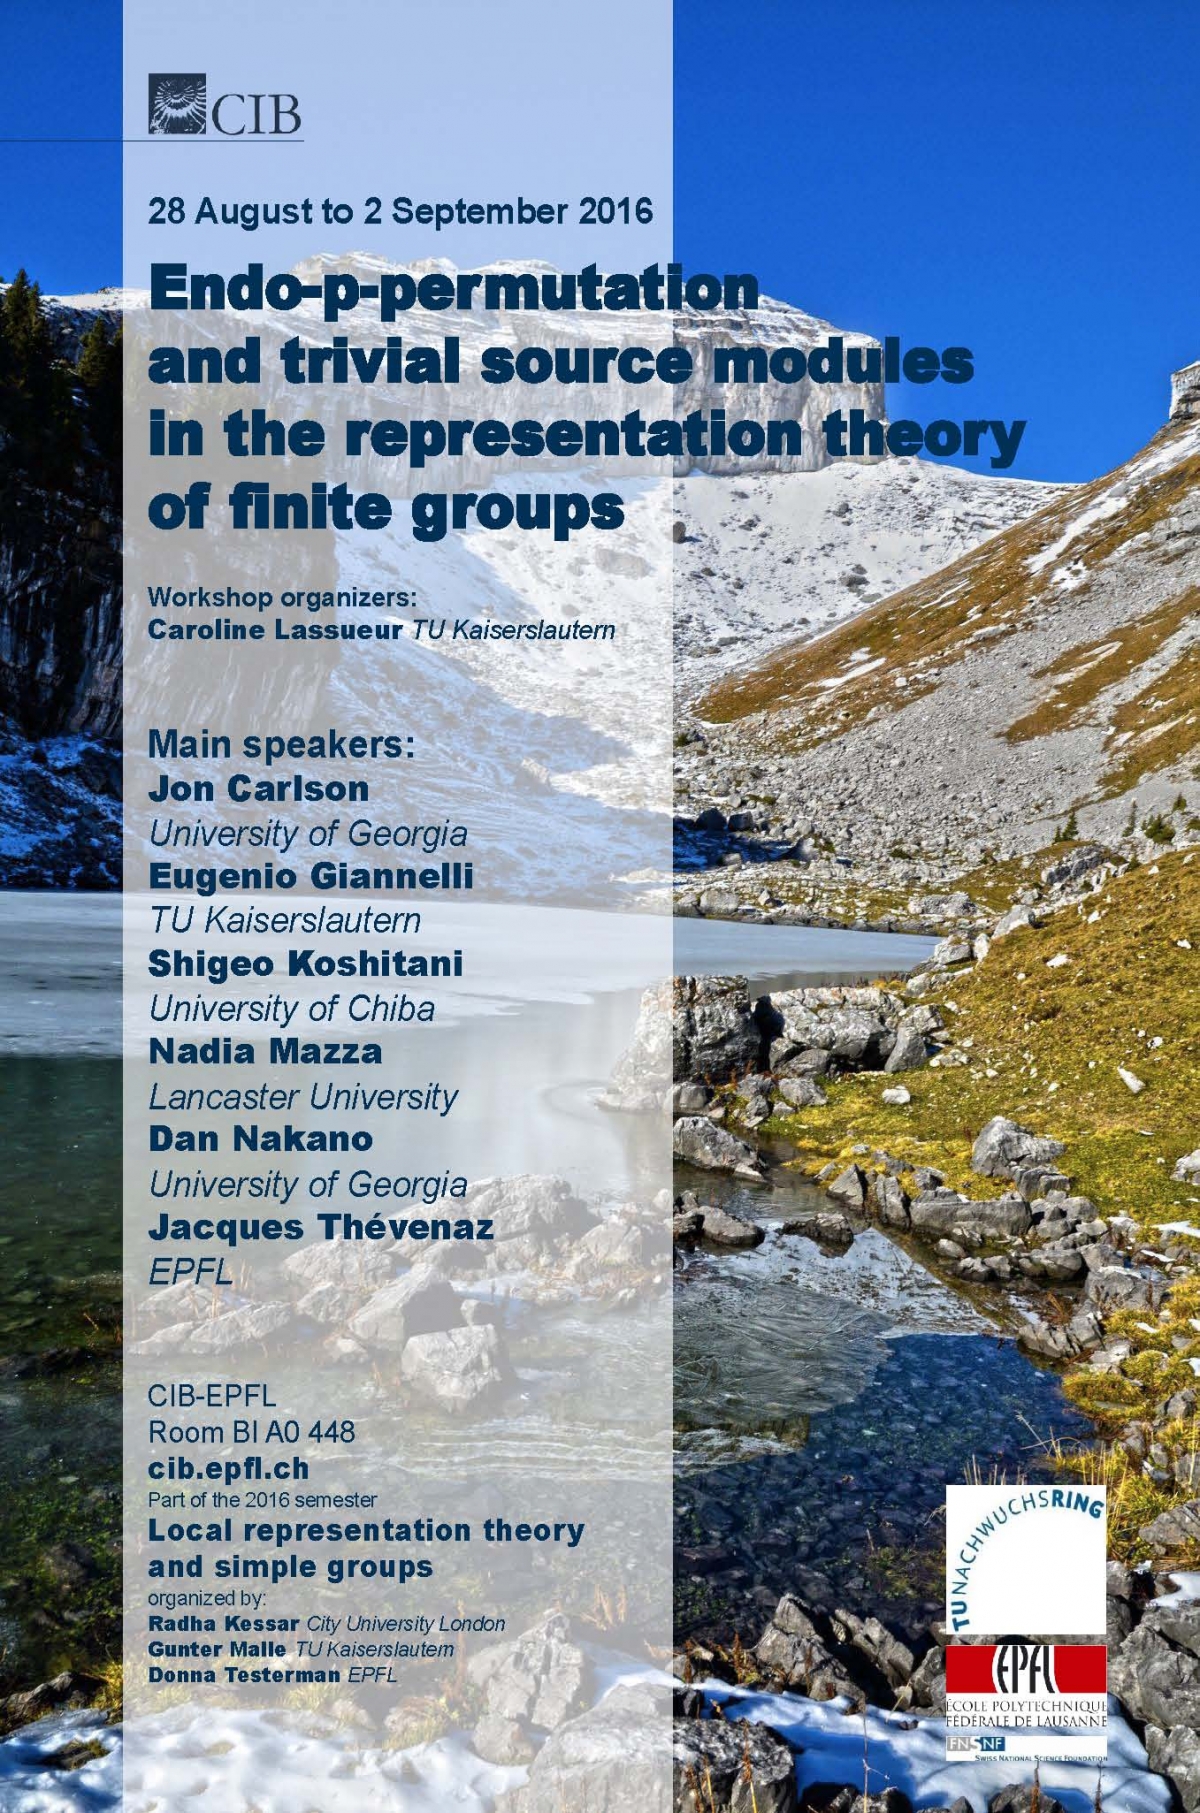 CIB
28 August to 2 September 2016
Endo-p-permutation
and trivial source modules
in the representation theory
of finite groups
Workshop organizers:
Caroline Lassueur TU Kaiserslautern
Main speakers:
Jon Carlson
University of Georgia
Eugenio Giannelli
TU Kaiserslautern
Shigeo Koshitani
University of Chiba
Nadia Mazza
Lancaster University
Dan Nakano
University of Georgia
Jacques Thévenaz
EPFL
CIB-EPFL
Room BI A0 448
cib.epfl.ch
Part of the 2016 semester
Local representation theory
and simple groups
organized by:
Radha Kessar City University London
Gunter Malle TU Kaiserslautern
Donna Testerman EPFL
TUNACHWUCHSRING
EPFL
ÉCOLE POLYTECHNIQUE
FÉDÉRALE DE LAUSANNE
FNSNF
SWISS NATIONAL SCIENCE FOUNDATION